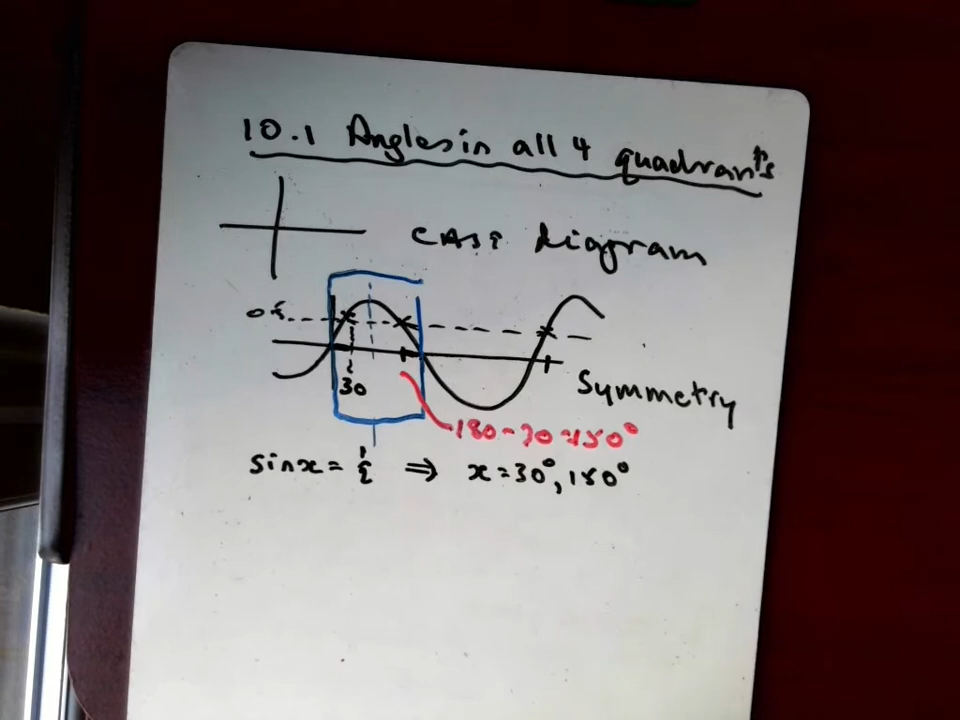 10.1 Angles in all 4 quadrants
CAST diagram
0.5
30
Symmetry
180-30=150°
sinx = 1/2 ⇒ x=30°, 150°